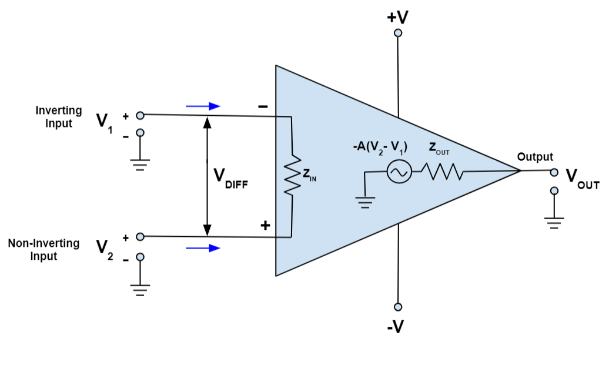 +V
Inverting
Input
V1
+
-
–
-A(V2- V1)
ZOUT
Output
VDIFF
ZIN
VOUT
Non-Inverting
Input
V2
+
-
+
-V